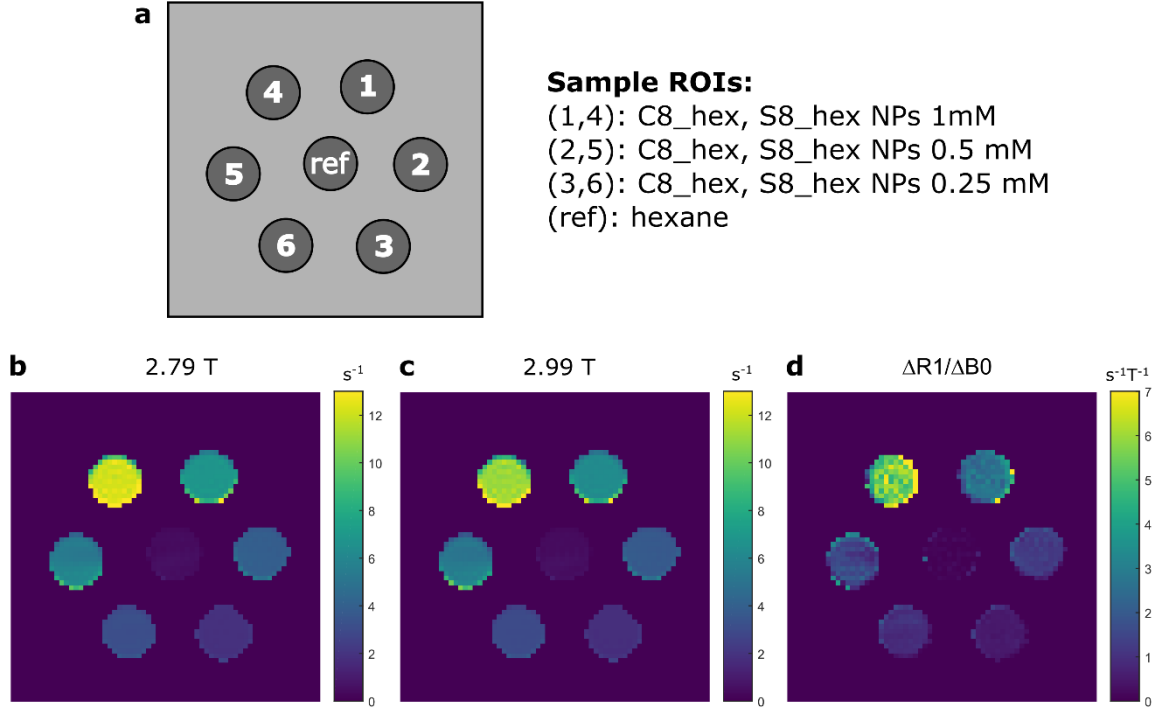 a
4
1
5
ref
2
6
3
Sample ROIs:
(1,4): C8_hex, S8_hex NPs 1mM
(2,5): C8_hex, S8_hex NPs 0.5 mM
(3,6): C8_hex, S8_hex NPs 0.25 mM
(ref): hexane
b
2.79 T
s⁻¹
12
10
8
6
4
2
0
c
2.99 T
s⁻¹
12
10
8
6
4
2
0
d
ΔR1/ΔB0
s⁻¹T⁻¹
7
6
5
4
3
2
1
0